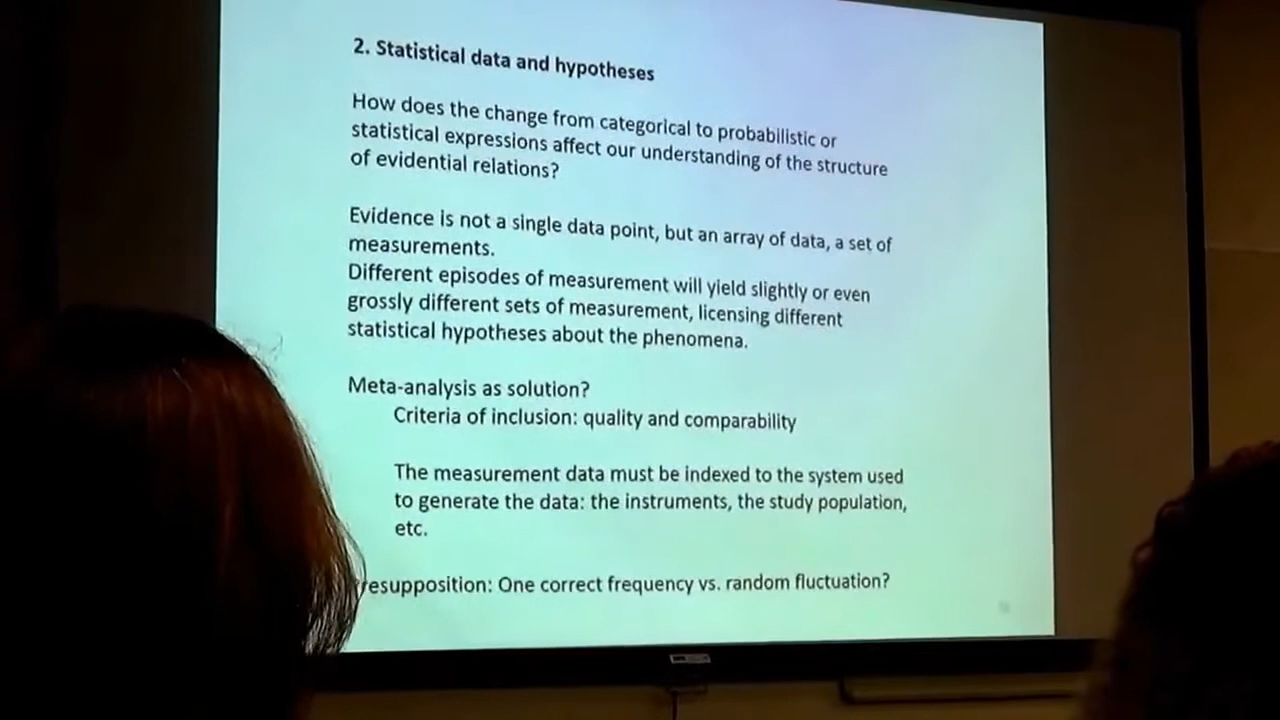 2. Statistical data and hypotheses
How does the change from categorical to probabilistic or
statistical expressions affect our understanding of the structure
of evidential relations?
Evidence is not a single data point, but an array of data, a set of
measurements.
Different episodes of measurement will yield slightly or even
grossly different sets of measurement, licensing different
statistical hypotheses about the phenomena.
Meta-analysis as solution?
Criteria of inclusion: quality and comparability
The measurement data must be indexed to the system used
to generate the data: the instruments, the study population,
etc.
resupposition: One correct frequency vs. random fluctuation?